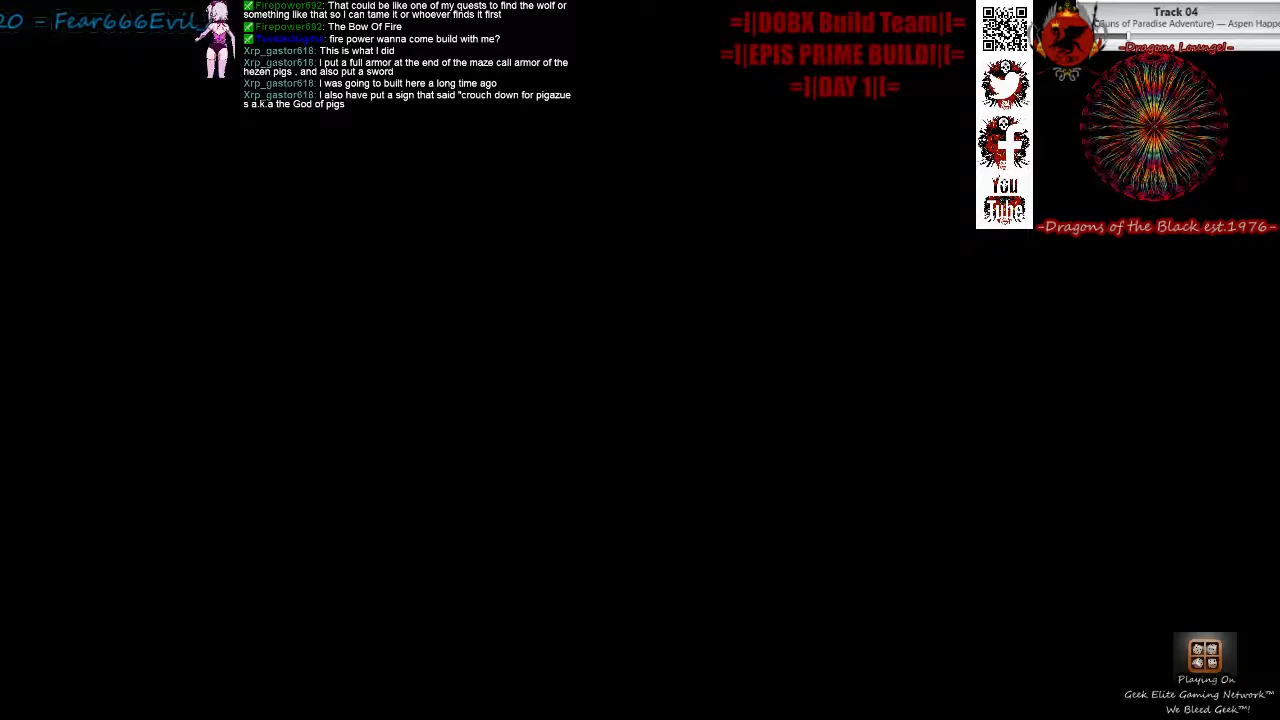 20 = Fear666Evil
Firepower692: That could be like one of my quests to find the wolf or
something like that so I can tame it or whoever fines it first
Firepower692: The Bow Of Fire
: fire power wanna come build with me?
Xrp_gastor618: This is what I did
Xrp_gastor618: I put a full armor at the end of the maze call armor of the
hezen pigs . and also put a sword
Xrp_gastor618: I was going to built here a long time ago
Xrp_gastor618: I also have put a sign that said "crouch down for pigazue
s a.k.a the God of pigs
=]|DOBX Build Team|[=
=]|EPIS PRIME BUILD!|[=
=]|DAY 1|[=
You
Tube
Track 04
Guns of Paradise Adventure) — Aspen Happ
-Dragons Lounge!-
-Dragons of the Black est.1976-
Playing On
Geek Elite Gaming Network™
We Bleed Geek™!